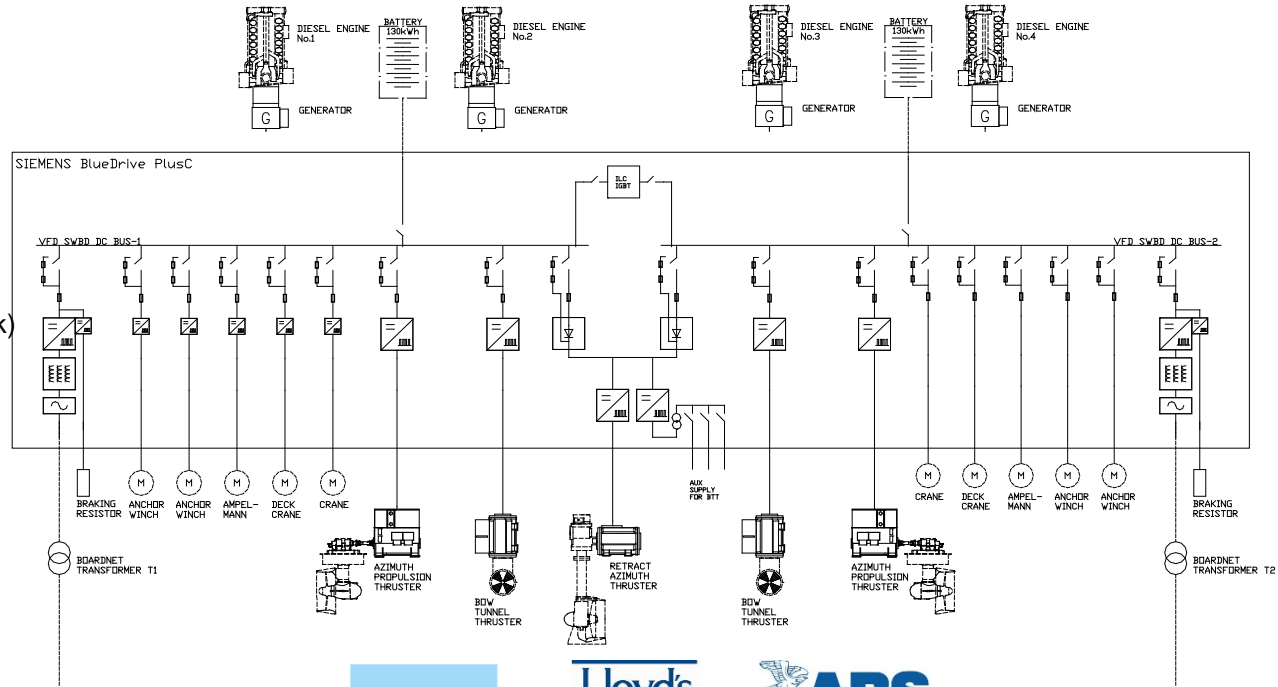 DIESEL ENGINE
No.1
BATTERY
130kWh
DIESEL ENGINE
No.2
DIESEL ENGINE
No.3
BATTERY
130kWh
DIESEL ENGINE
No.4
G
GENERATOR
G
GENERATOR
G
GENERATOR
G
GENERATOR
SIEMENS BlueDrive PlusC
ILC
IGBT
VFD SWBD DC BUS-1
VFD SWBD DC BUS-2
k)
AUX
SUPPLY
FOR BTT
BRAKING
RESISTOR
M
ANCHOR
WINCH
M
ANCHOR
WINCH
M
AMPEL-
MANN
M
DECK
CRANE
M
CRANE
M
CRANE
M
DECK
CRANE
M
AMPEL-
MANN
M
ANCHOR
WINCH
M
ANCHOR
WINCH
BRAKING
RESISTOR
BOARDNET
TRANSFORMER T1
AZIMUTH
PROPULSION
THRUSTER
BOW
TUNNEL
THRUSTER
RETRACT
AZIMUTH
THRUSTER
BOW
TUNNEL
THRUSTER
AZIMUTH
PROPULSION
THRUSTER
BOARDNET
TRANSFORMER T2
Lloyd's
ABS